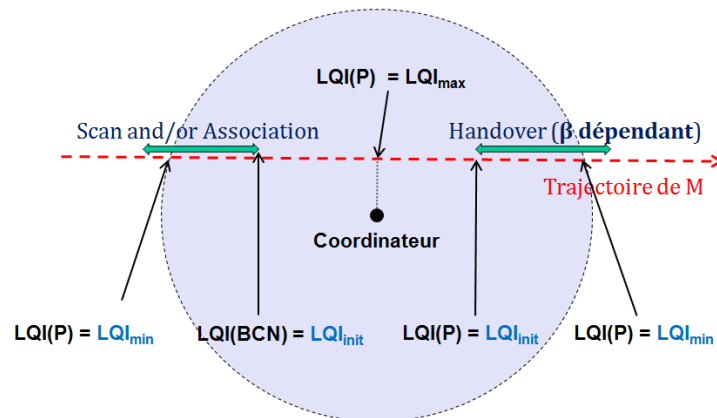 LQI(P) = LQImax
Scan and/or Association
Handover (β dépendant)
Trajectoire de M
Coordinateur
LQI(P) = LQImin
LQI(BCN) = LQIinit
LQI(P) = LQIinit
LQI(P) = LQImin